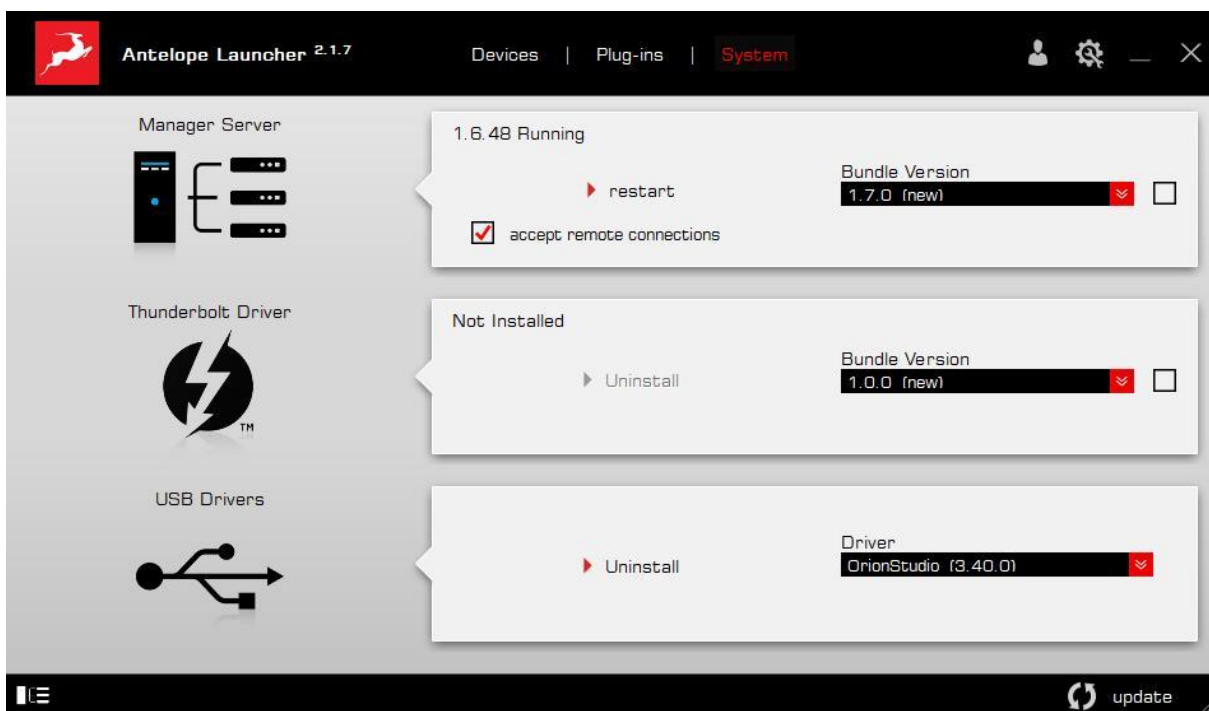 Antelope Launcher 2.1.7
Devices | Plug-ins | System
Manager Server
1.6.48 Running
restart
Bundle Version
1.7.0 (new)
accept remote connections
Thunderbolt Driver
TM
Not Installed
Uninstall
Bundle Version
1.0.0 (new)
USB Drivers
Uninstall
Driver
OrionStudio (3.40.0)
update